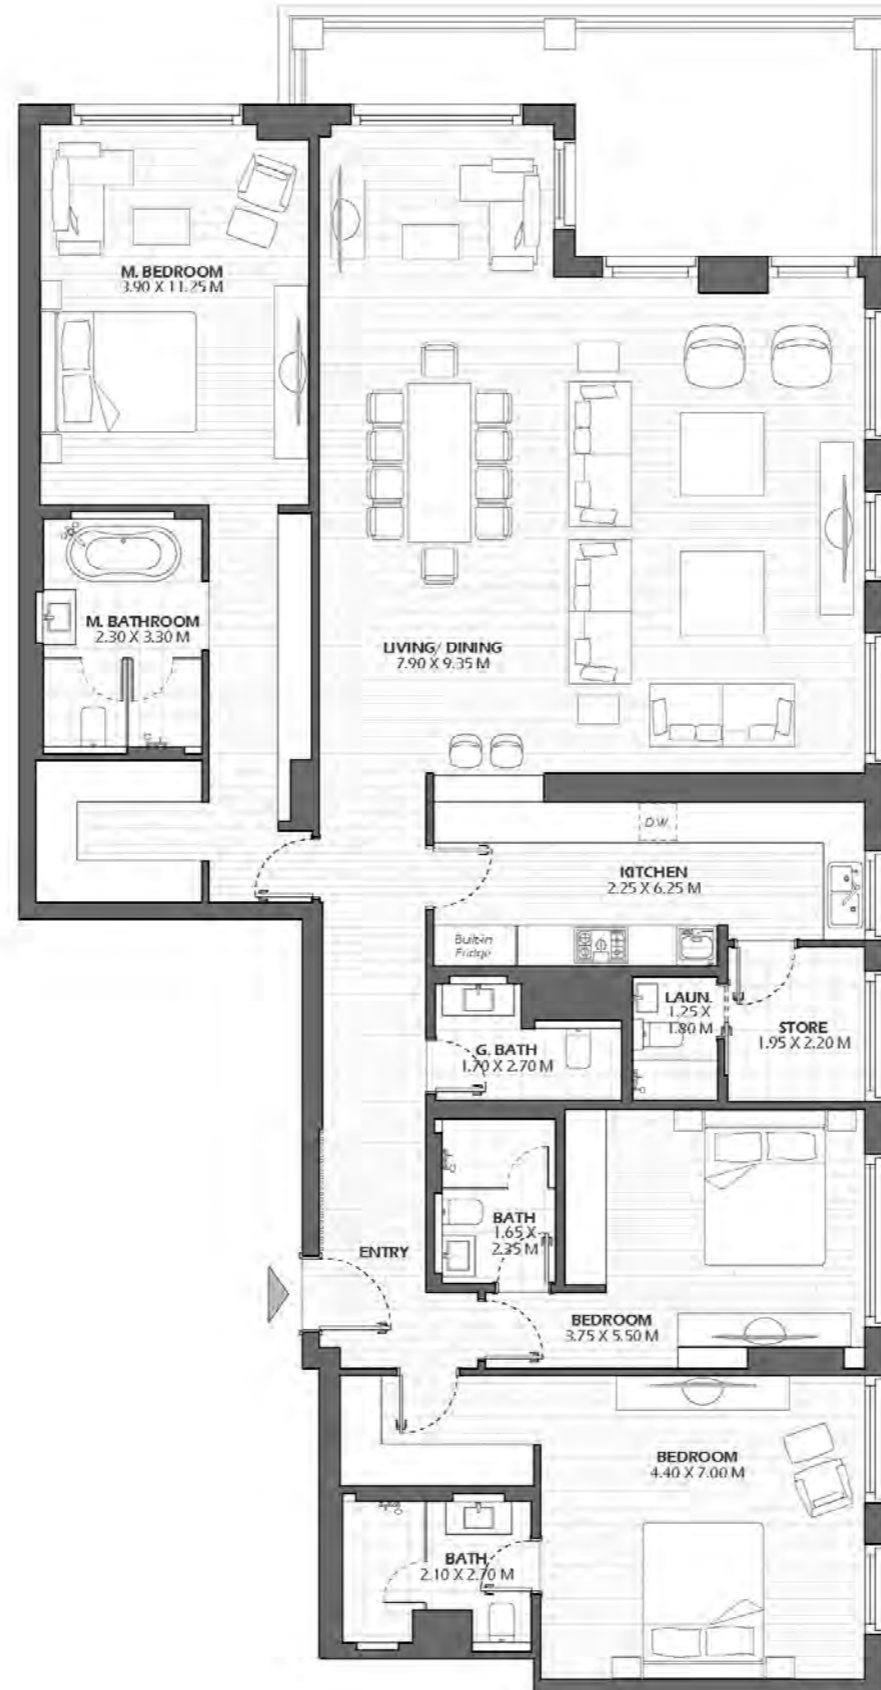 M. BEDROOM
3.90 X 11.25 M
M. BATHROOM
2.30 X 3.30 M
LIVING/ DINING
7.90 X 9.35 M
D.W.
KITCHEN
2.25 X 6.25 M
Built-in
Fridge
LAUN.
1.25 X
1.80 M
STORE
1.95 X 2.20 M
G. BATH
1.70 X 2.70 M
BATH
1.65 X
2.35 M
ENTRY
BEDROOM
3.75 X 5.50 M
BEDROOM
4.40 X 7.00 M
BATH
2.10 X 2.70 M